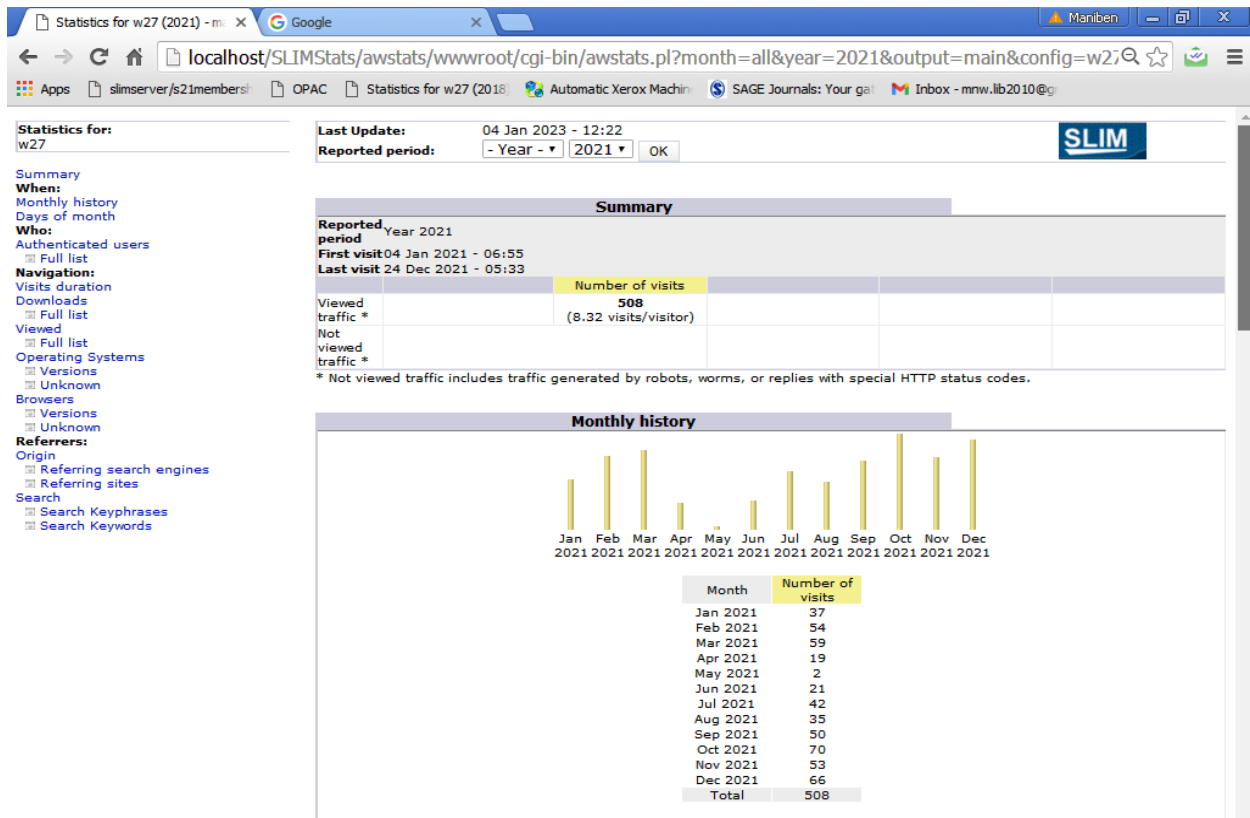 Statistics for w27 (2021) - ma
Google
Maniben
localhost/SLIMStats/awstats/wwwroot/cgi-bin/awstats.pl?month=all&year=2021&output=main&config=w27
Apps slimserver/s21membersh OPAC Statistics for w27 (2018) Automatic Xerox Machin SAGE Journals: Your gat Inbox - mnw.lib2010@g
Statistics for:
w27
Summary
When:
Monthly history
Days of month
Who:
Authenticated users
Full list
Navigation:
Visits duration
Downloads
Full list
Viewed
Full list
Operating Systems
Versions
Unknown
Browsers
Versions
Unknown
Referrers:
Origin
Referring search engines
Referring sites
Search
Search Keyphrases
Search Keywords
Last Update: 04 Jan 2023 - 12:22
Reported period: - Year - 2021 OK
SLIM
Summary
Reported period Year 2021
First visit 04 Jan 2021 - 06:55
Last visit 24 Dec 2021 - 05:33
Number of visits
Viewed traffic * 508
(8.32 visits/visitor)
Not viewed traffic *
* Not viewed traffic includes traffic generated by robots, worms, or replies with special HTTP status codes.
Monthly history
Jan Feb Mar Apr May Jun Jul Aug Sep Oct Nov Dec
2021 2021 2021 2021 2021 2021 2021 2021 2021 2021 2021 2021
Month Number of visits
Jan 2021 37
Feb 2021 54
Mar 2021 59
Apr 2021 19
May 2021 2
Jun 2021 21
Jul 2021 42
Aug 2021 35
Sep 2021 50
Oct 2021 70
Nov 2021 53
Dec 2021 66
Total 508